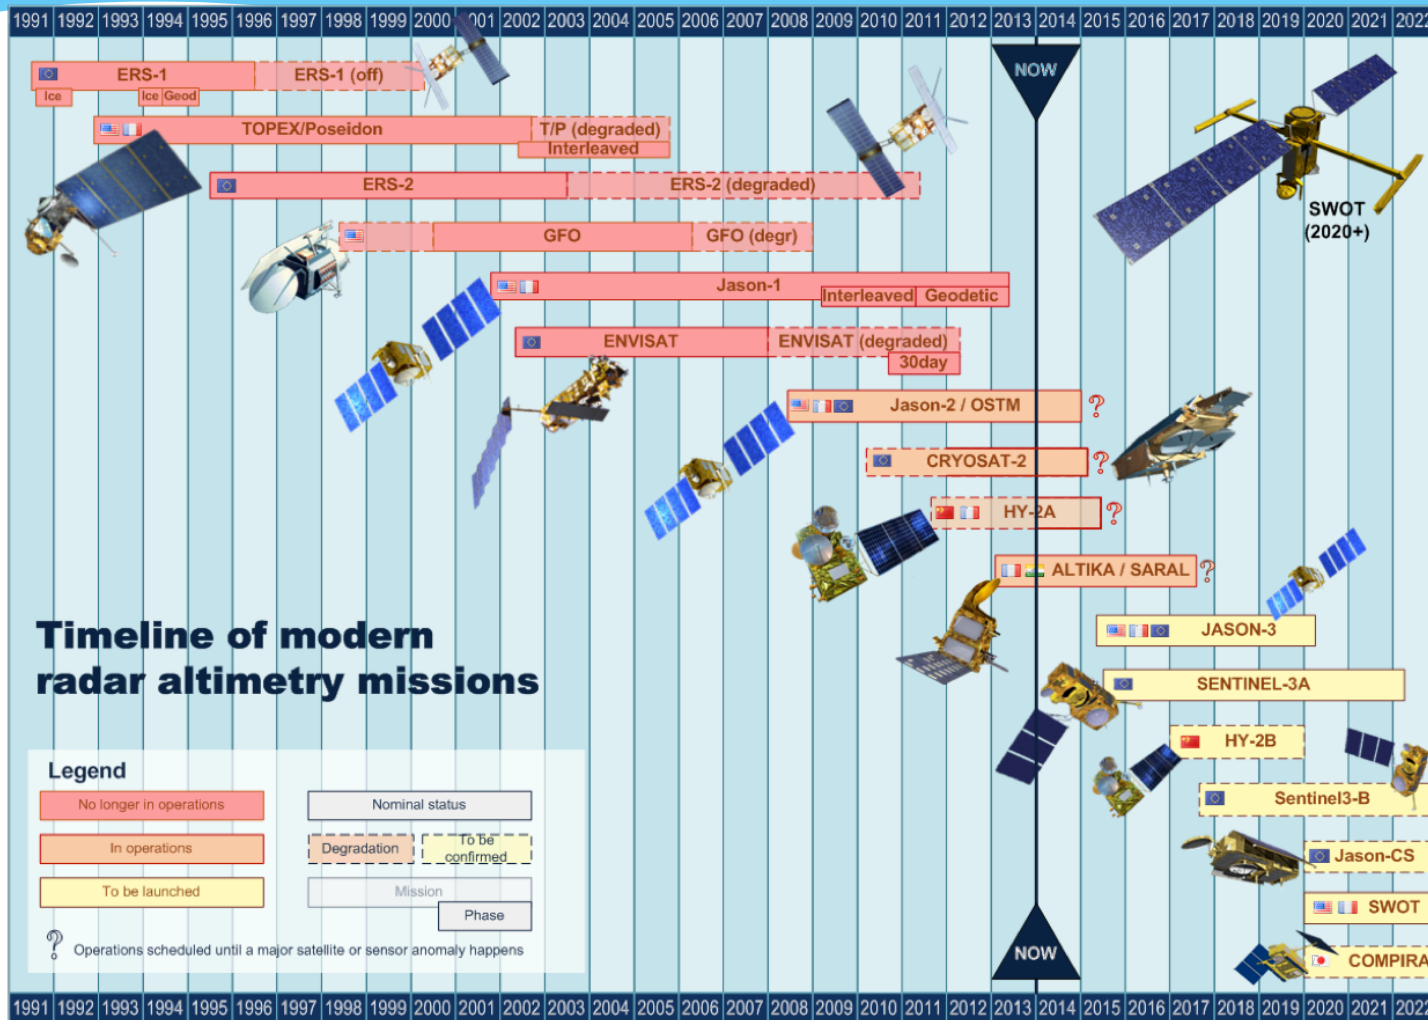 1991 1992 1993 1994 1995 1996 1997 1998 1999 2000 2001 2002 2003 2004 2005 2006 2007 2008 2009 2010 2011 2012 2013 2014 2015 2016 2017 2018 2019 2020 2021 2022
NOW
ERS-1
ERS-1 (off)
Ice
Ice
Geod
TOPEX/Poseidon
T/P (degraded)
Interleaved
ERS-2
ERS-2 (degraded)
SWOT
(2020+)
GFO
GFO (degr)
Jason-1
Interleaved
Geodetic
ENVISAT
ENVISAT (degraded)
30day
Jason-2 / OSTM
?
CRYOSAT-2
?
HY-2A
?
ALTIKA / SARAL
?
Timeline of modern
radar altimetry missions
JASON-3
SENTINEL-3A
HY-2B
Sentinel3-B
Jason-CS
SWOT
COMPIRA
Legend
No longer in operations
In operations
To be launched
Nominal status
Degradation
To be
confirmed
Mission
Phase
? Operations scheduled until a major satellite or sensor anomaly happens
NOW
1991 1992 1993 1994 1995 1996 1997 1998 1999 2000 2001 2002 2003 2004 2005 2006 2007 2008 2009 2010 2011 2012 2013 2014 2015 2016 2017 2018 2019 2020 2021 2022